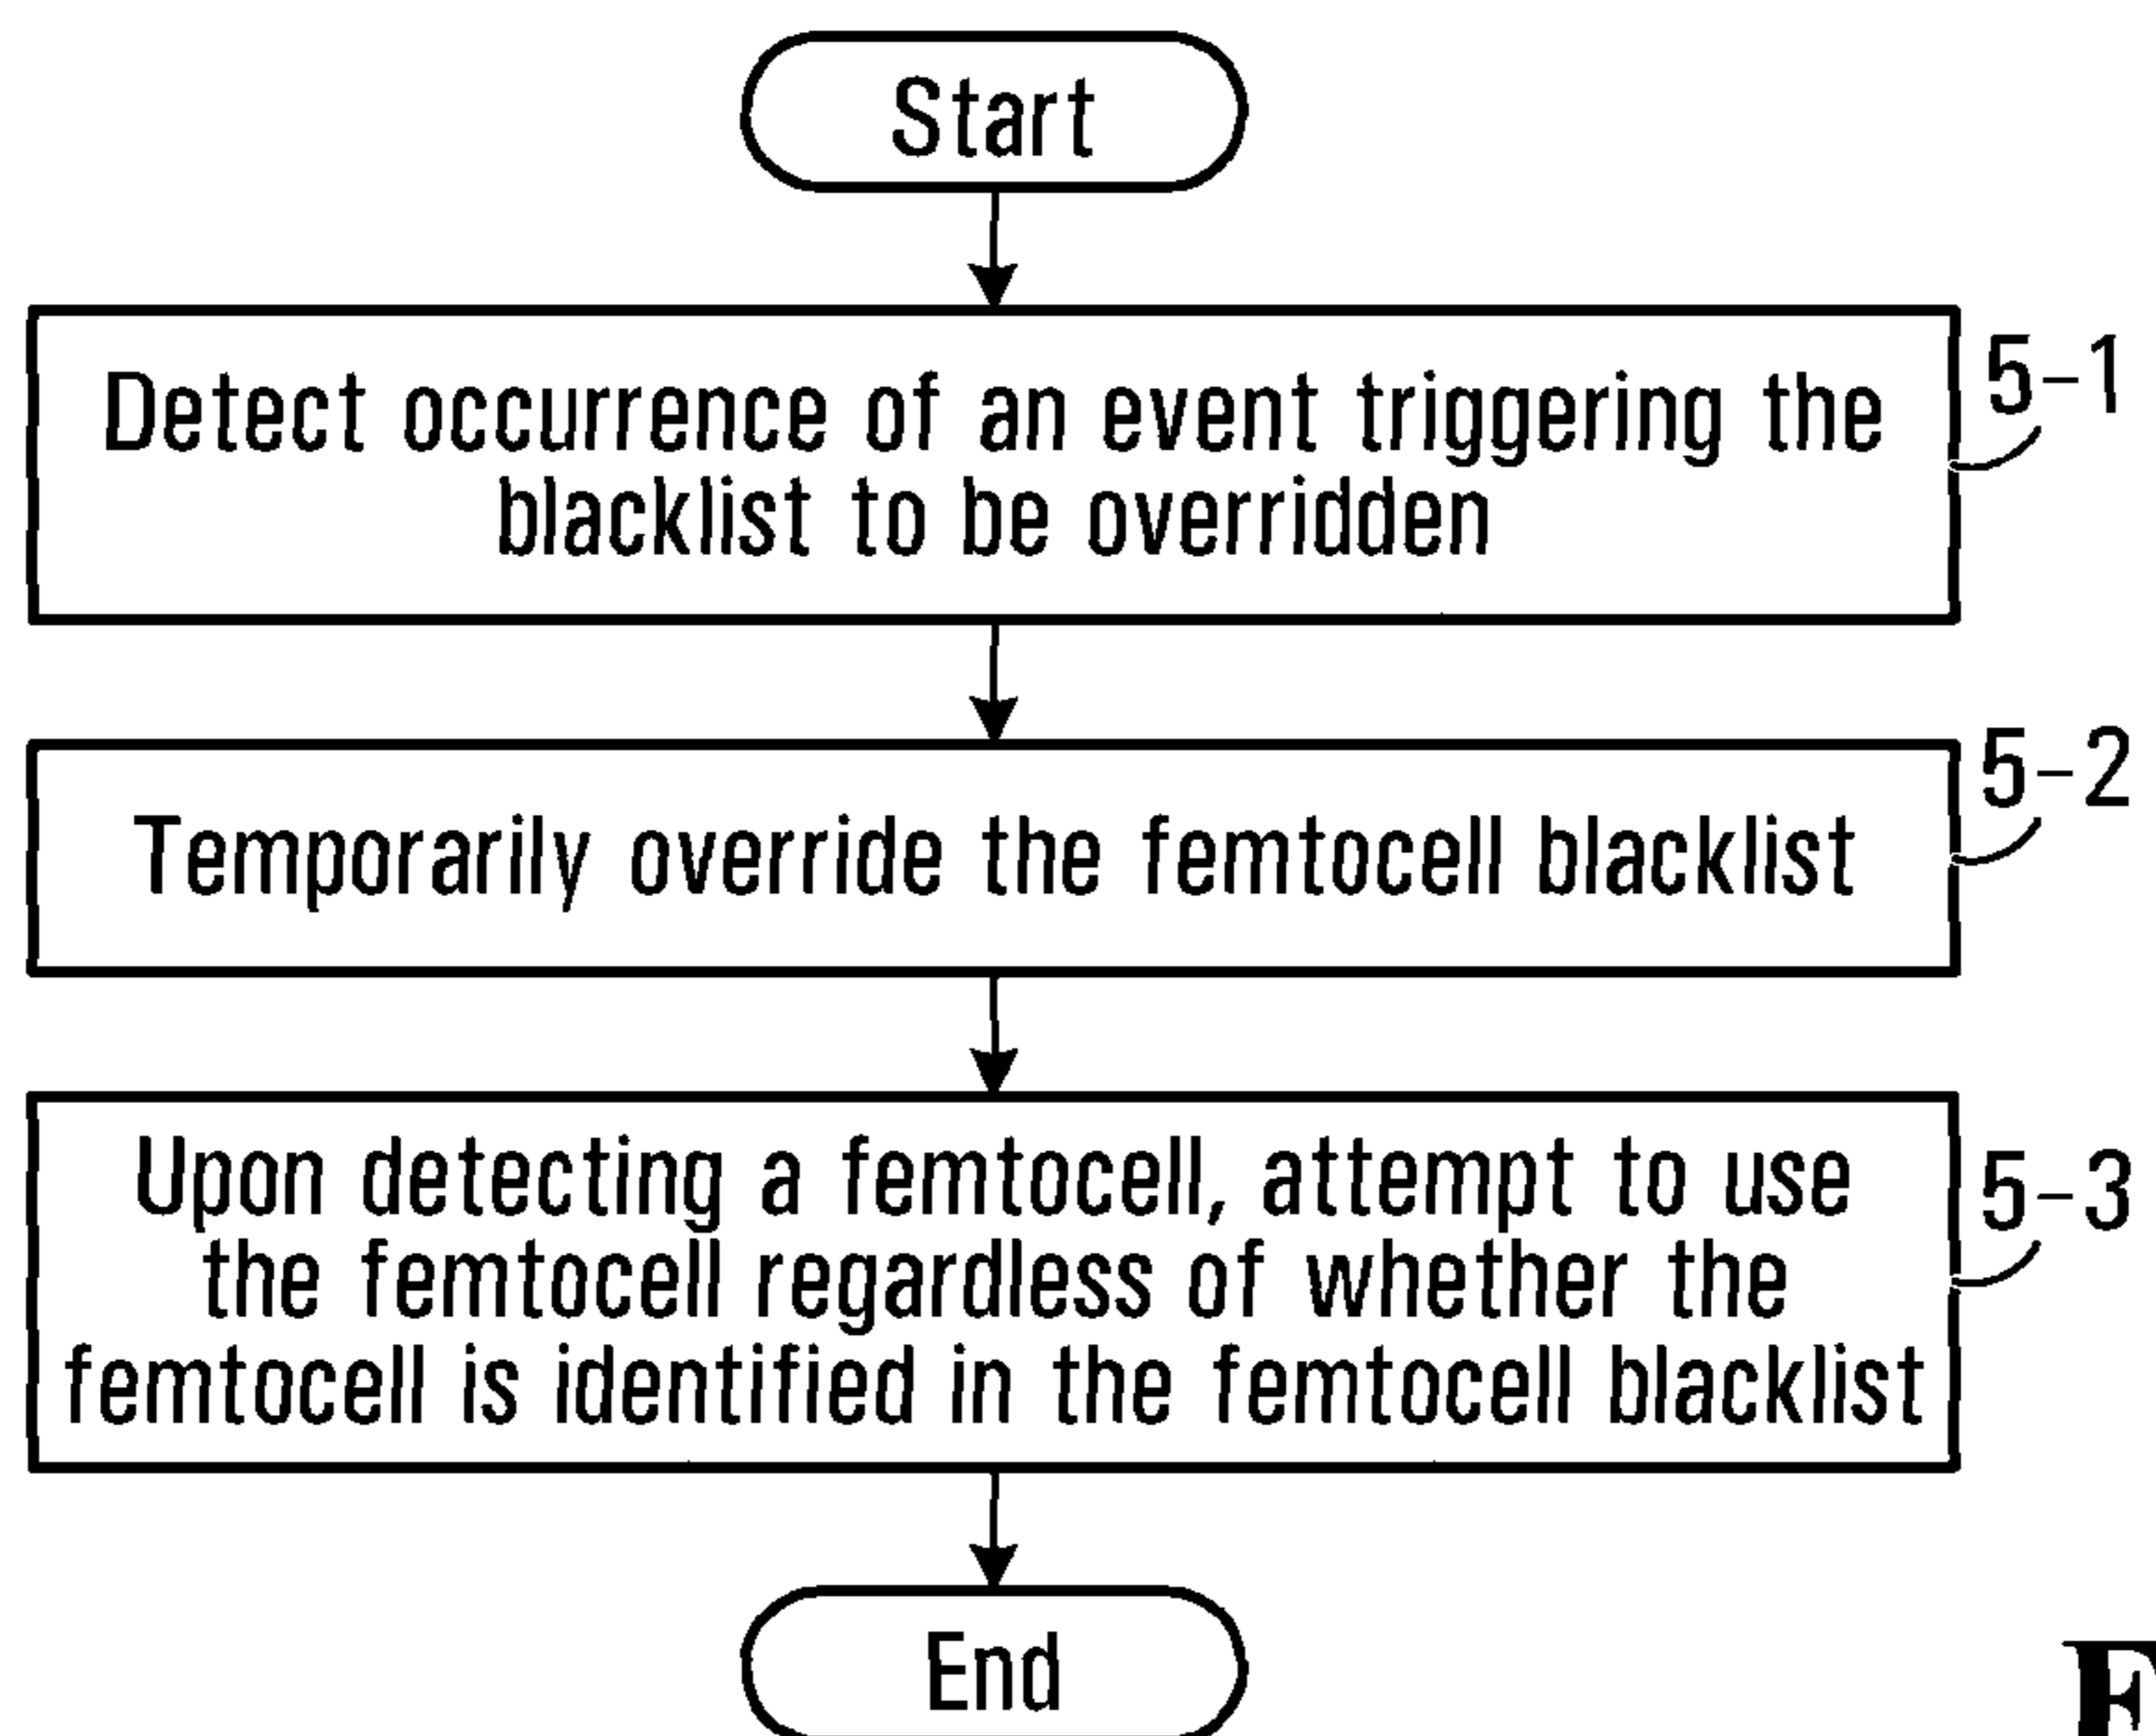 Start
Detect occurrence of an event triggering the
blacklist to be overridden
5-1
Temporarily override the femtocell blacklist
5-2
Upon detecting a femtocell, attempt to use
the femtocell regardless of whether the
femtocell is identified in the femtocell blacklist
5-3
End